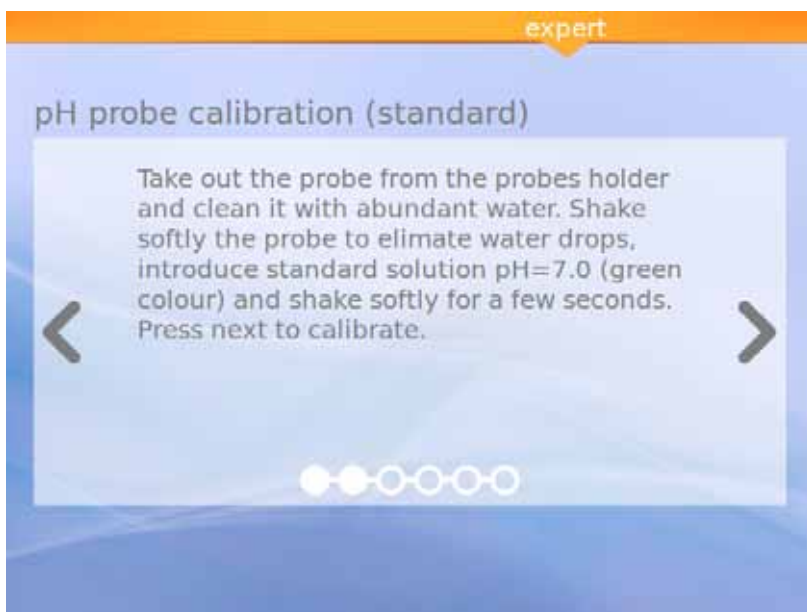 expert
pH probe calibration (standard)
Take out the probe from the probes holder
and clean it with abundant water. Shake
softly the probe to elimate water drops,
introduce standard solution pH=7.0 (green
colour) and shake softly for a few seconds.
Press next to calibrate.